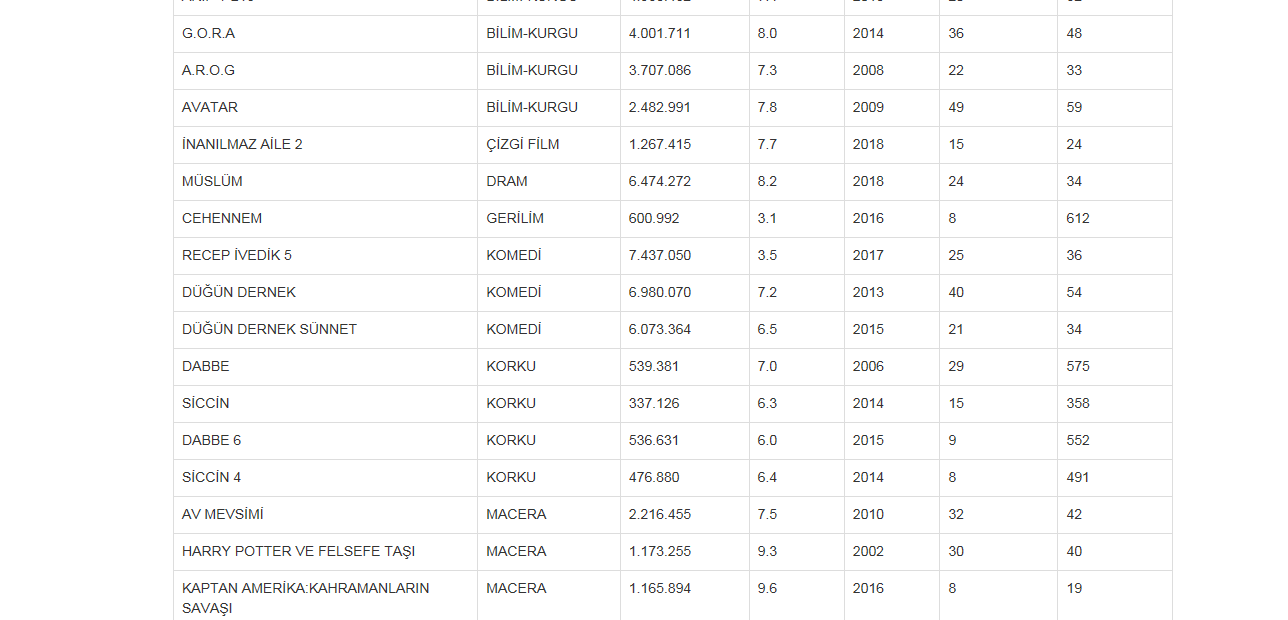 G.O.R.A BİLİM-KURGU 4.001.711 8.0 2014 36 48
A.R.O.G BİLİM-KURGU 3.707.086 7.3 2008 22 33
AVATAR BİLİM-KURGU 2.482.991 7.8 2009 49 59
İNANILMAZ AİLE 2 ÇİZGİ FİLM 1.267.415 7.7 2018 15 24
MÜSLÜM DRAM 6.474.272 8.2 2018 24 34
CEHENNEM GERİLİM 600.992 3.1 2016 8 612
RECEP İVEDİK 5 KOMEDİ 7.437.050 3.5 2017 25 36
DÜĞÜN DERNEK KOMEDİ 6.980.070 7.2 2013 40 54
DÜĞÜN DERNEK SÜNNET KOMEDİ 6.073.364 6.5 2015 21 34
DABBE KORKU 539.381 7.0 2006 29 575
SİCCİN KORKU 337.126 6.3 2014 15 358
DABBE 6 KORKU 536.631 6.0 2015 9 552
SİCCİN 4 KORKU 476.880 6.4 2014 8 491
AV MEVSİMİ MACERA 2.216.455 7.5 2010 32 42
HARRY POTTER VE FELSEFE TAŞI MACERA 1.173.255 9.3 2002 30 40
KAPTAN AMERİKA:KAHRAMANLARIN MACERA 1.165.894 9.6 2016 8 19
SAVAŞI